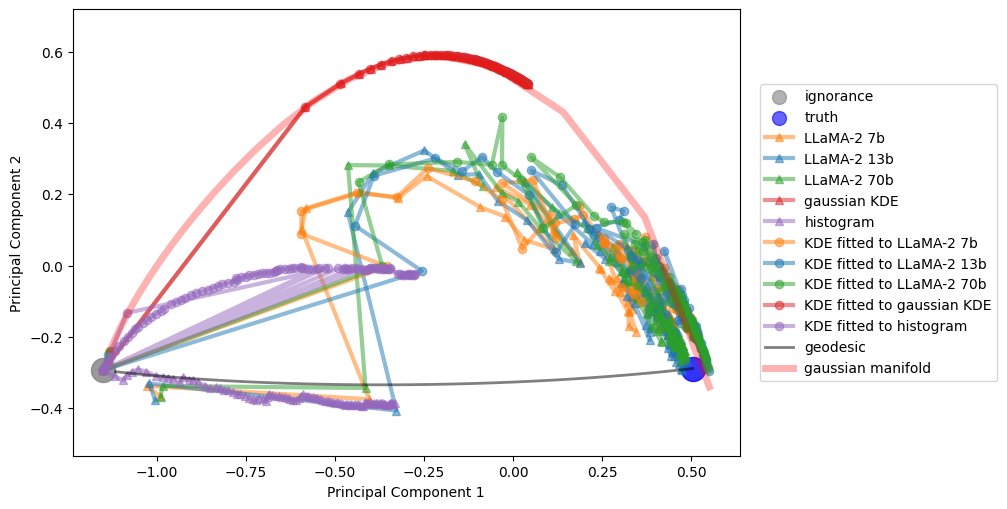 Principal Component 2
0.6
0.4
0.2
0.0
−0.2
−0.4
−1.00 −0.75 −0.50 −0.25 0.00 0.25 0.50
Principal Component 1
ignorance
truth
LLaMA-2 7b
LLaMA-2 13b
LLaMA-2 70b
gaussian KDE
histogram
KDE fitted to LLaMA-2 7b
KDE fitted to LLaMA-2 13b
KDE fitted to LLaMA-2 70b
KDE fitted to gaussian KDE
KDE fitted to histogram
geodesic
gaussian manifold